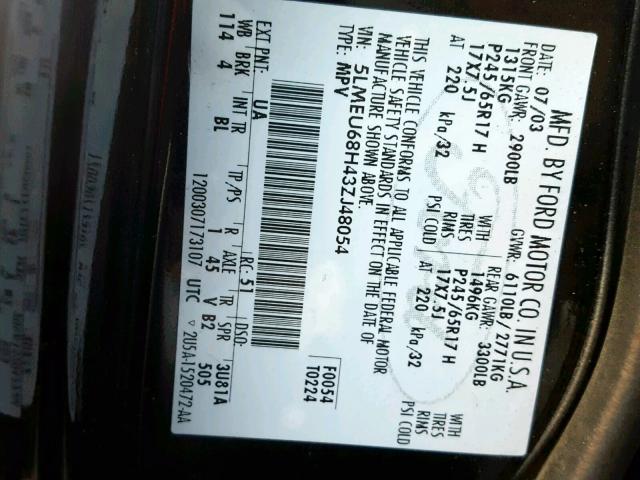 MFD. BY FORD MOTOR CO. IN U.S.A.
DATE: 07/03 GVWR: 6110LB/2771KG
FRONT GAWR: 2900LB REAR GAWR: 3300LB
1315KG WITH 1496KG WITH
P245/65R17 H TIRES P245/65R17 H TIRES
17X7.5J RIMS 17X7.5J RIMS
AT 220 kPa/32 PSI COLD AT 220 kPa/32 PSI COLD
THIS VEHICLE CONFORMS TO ALL APPLICABLE FEDERAL MOTOR
VEHICLE SAFETY STANDARDS IN EFFECT ON THE DATE OF
MANUFACTURE SHOWN ABOVE.
VIN: 5LMEU68H43ZJ48054 F0054
MPV T0224
EXT PNT: UA RC: 51 DSO:
WB BRK INT TR TP/PS R AXLE TR SPR 3U81A
114 4 BL 1 45 V B2 505
1200307173107 UTC ▽ 2U5A-1520472-AA